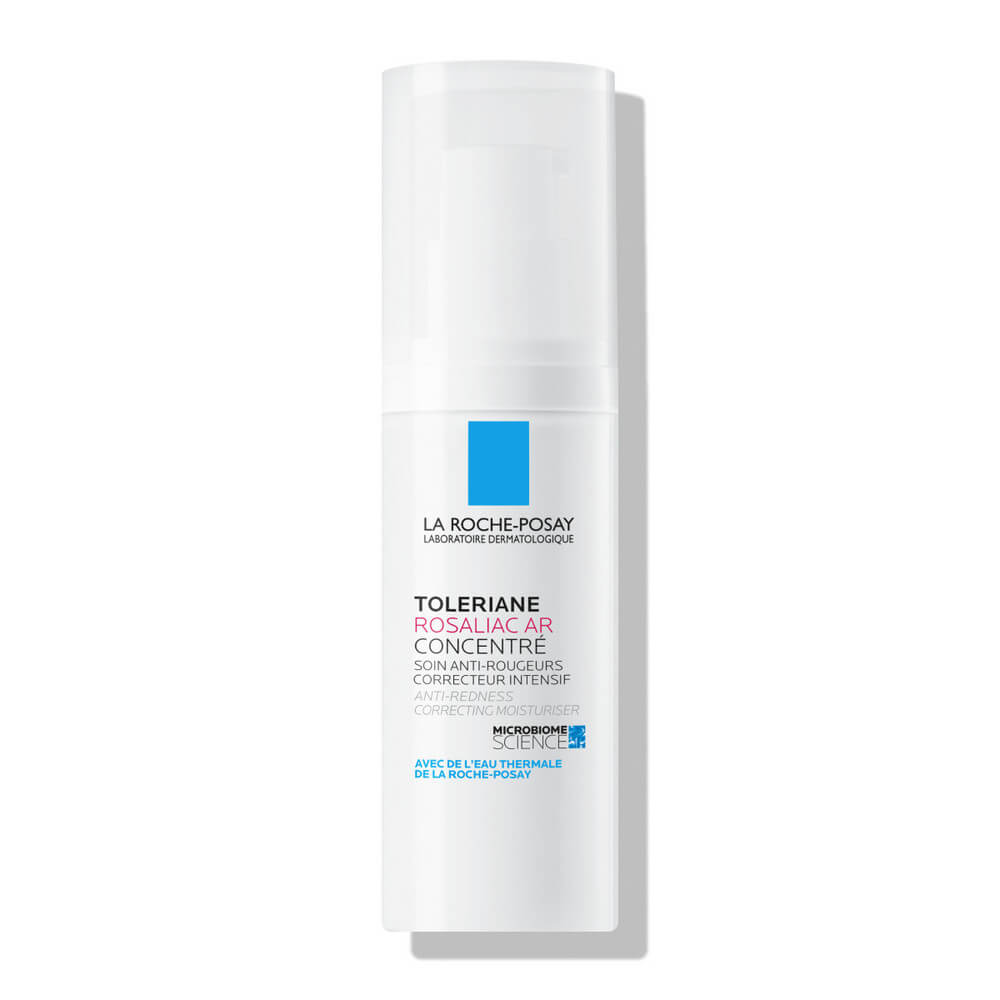 LA ROCHE-POSAY
LABORATOIRE DERMATOLOGIQUE
TOLERIANE
ROSALIAC AR
CONCENTRÉ
SOIN ANTI-ROUGEURS
CORRECTEUR INTENSIF
ANTI-REDNESS
CORRECTING MOISTURISER
MICROBIOME
SCIENCE
AVEC DE L'EAU THERMALE
DE LA ROCHE-POSAY